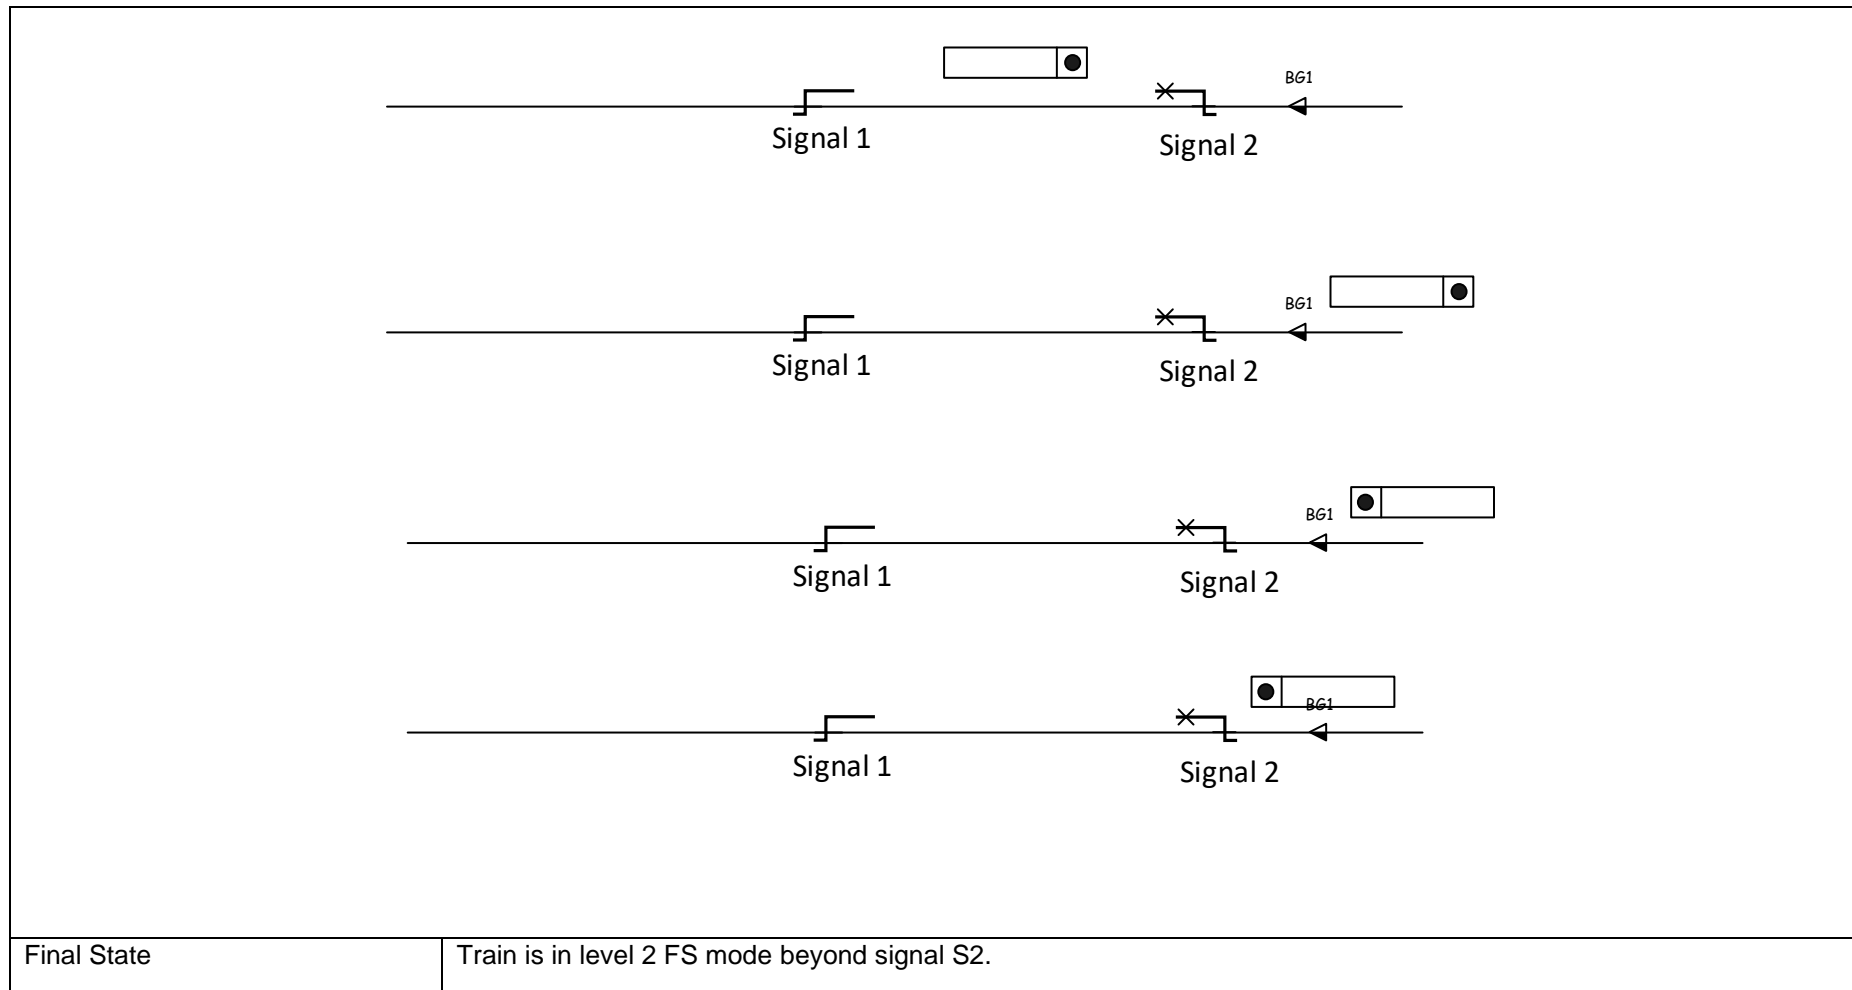 BG1
Signal 1
Signal 2
BG1
Signal 1
Signal 2
BG1
Signal 1
Signal 2
BG1
Signal 1
Signal 2
Final State
Train is in level 2 FS mode beyond signal S2.